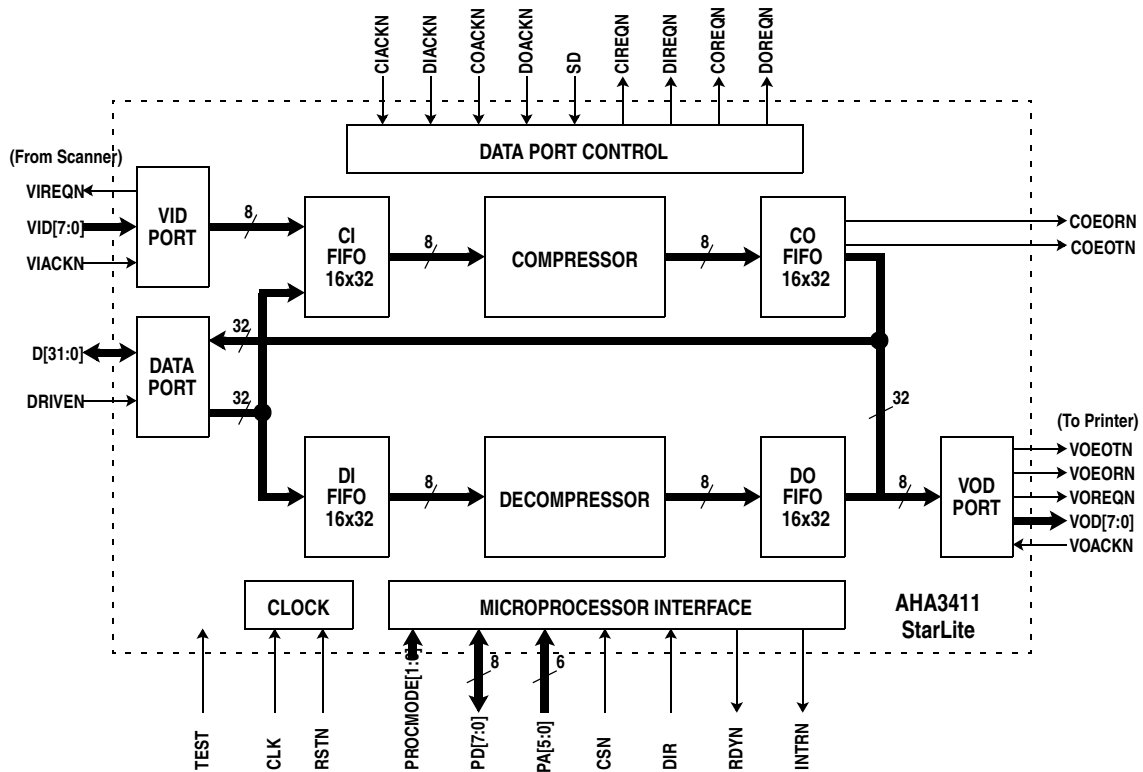 CIACKN
DIACKN
COACKN
DOACKN
SD
CIREQN
DIREQN
COREQN
DOREQN
DATA PORT CONTROL
(From Scanner)
VIREQN
VID[7:0]
VIACKN
VID
PORT
8
CI
FIFO
16x32
8
COMPRESSOR
8
CO
FIFO
16x32
COEORN
COEOTN
D[31:0]
DRIVEN
DATA
PORT
32
32
32
DI
FIFO
16x32
8
DECOMPRESSOR
8
DO
FIFO
16x32
8
VOD
PORT
(To Printer)
VOEOTN
VOEORN
VOREQN
VOD[7:0]
VOACKN
CLOCK
MICROPROCESSOR INTERFACE
AHA3411
StarLite
8
6
TEST
CLK
RSTN
PROCMODE[1:0]
PD[7:0]
PA[5:0]
CSN
DIR
RDYN
INTRN